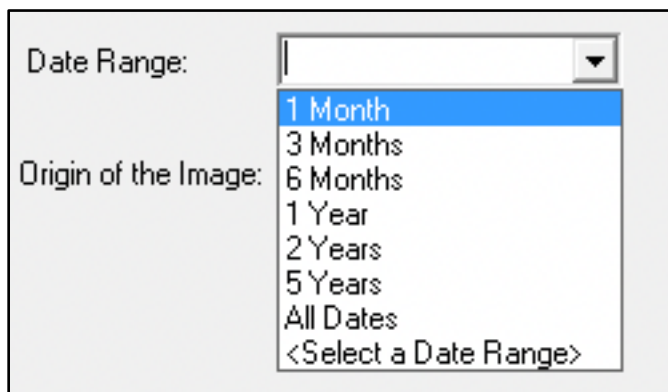 Date Range:
1 Month
3 Months
Origin of the Image:
6 Months
1 Year
2 Years
5 Years
All Dates
<Select a Date Range>